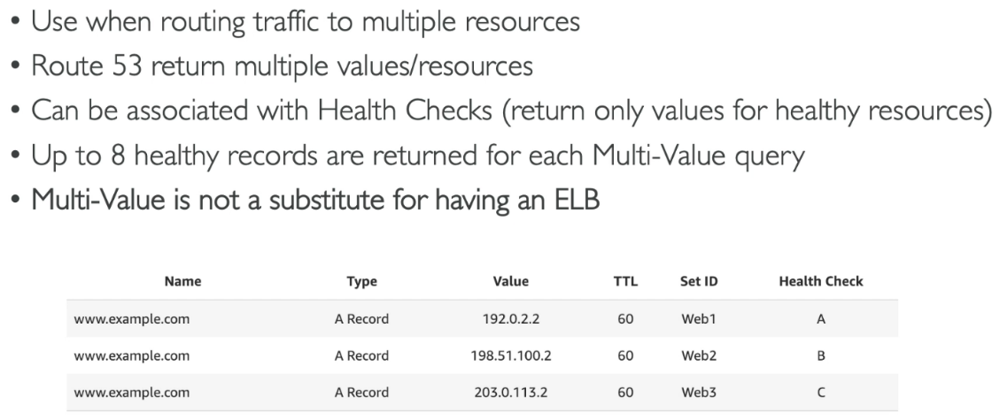 • Use when routing traffic to multiple resources
• Route 53 return multiple values/resources
• Can be associated with Health Checks (return only values for healthy resources)
• Up to 8 healthy records are returned for each Multi-Value query
• Multi-Value is not a substitute for having an ELB
Name Type Value TTL Set ID Health Check
www.example.com A Record 192.0.2.2 60 Web1 A
www.example.com A Record 198.51.100.2 60 Web2 B
www.example.com A Record 203.0.113.2 60 Web3 C